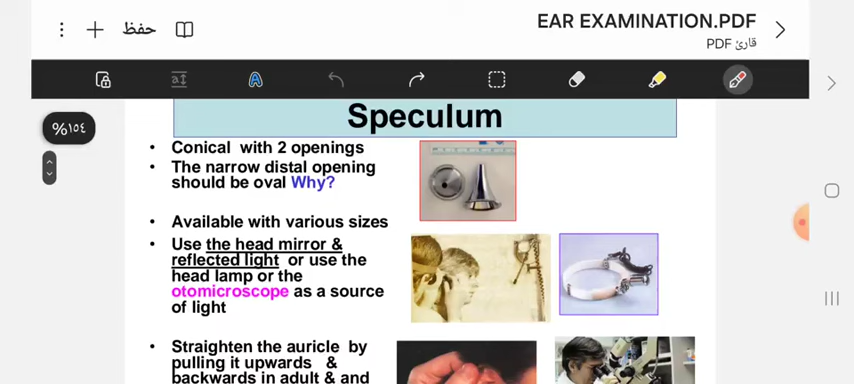 EAR EXAMINATION.PDF
قارئ PDF
حفظ
%١٥٤
Speculum
• Conical with 2 openings
• The narrow distal opening
should be oval Why?
• Available with various sizes
• Use the head mirror &
reflected light or use the
head lamp or the
otomicroscope as a source
of light
• Straighten the auricle by
pulling it upwards &
backwards in adult & and